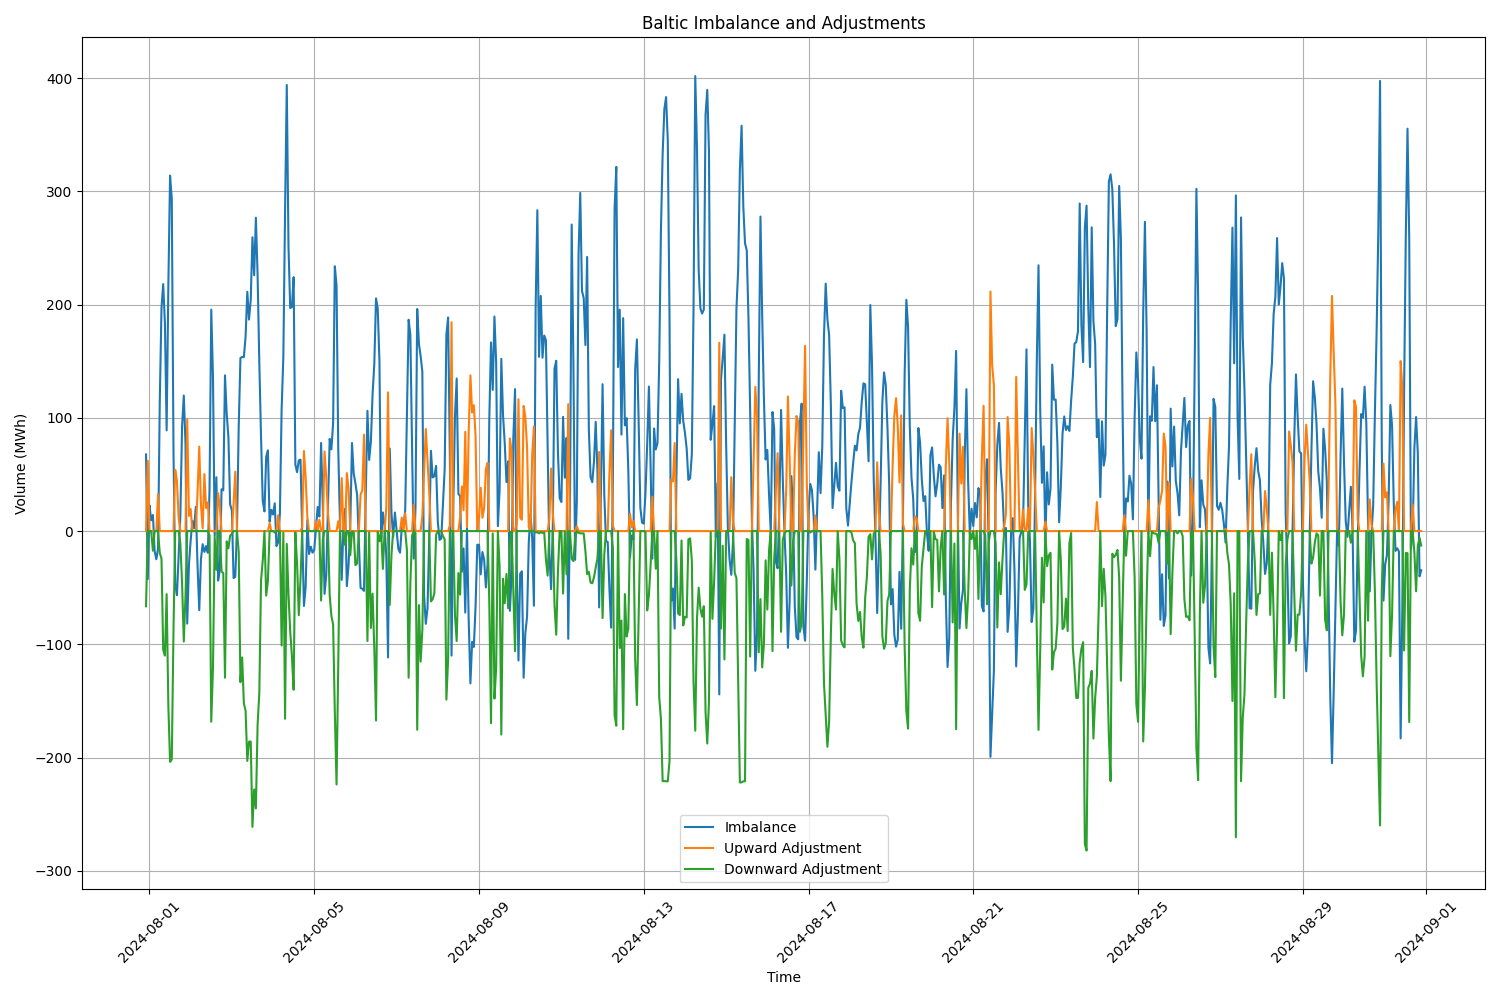 Baltic Imbalance and Adjustments
Volume (MWh)
400
300
200
100
0
−100
−200
−300
Imbalance
Upward Adjustment
Downward Adjustment
2024-08-01
2024-08-05
2024-08-09
2024-08-13
2024-08-17
2024-08-21
2024-08-25
2024-08-29
2024-09-01
Time